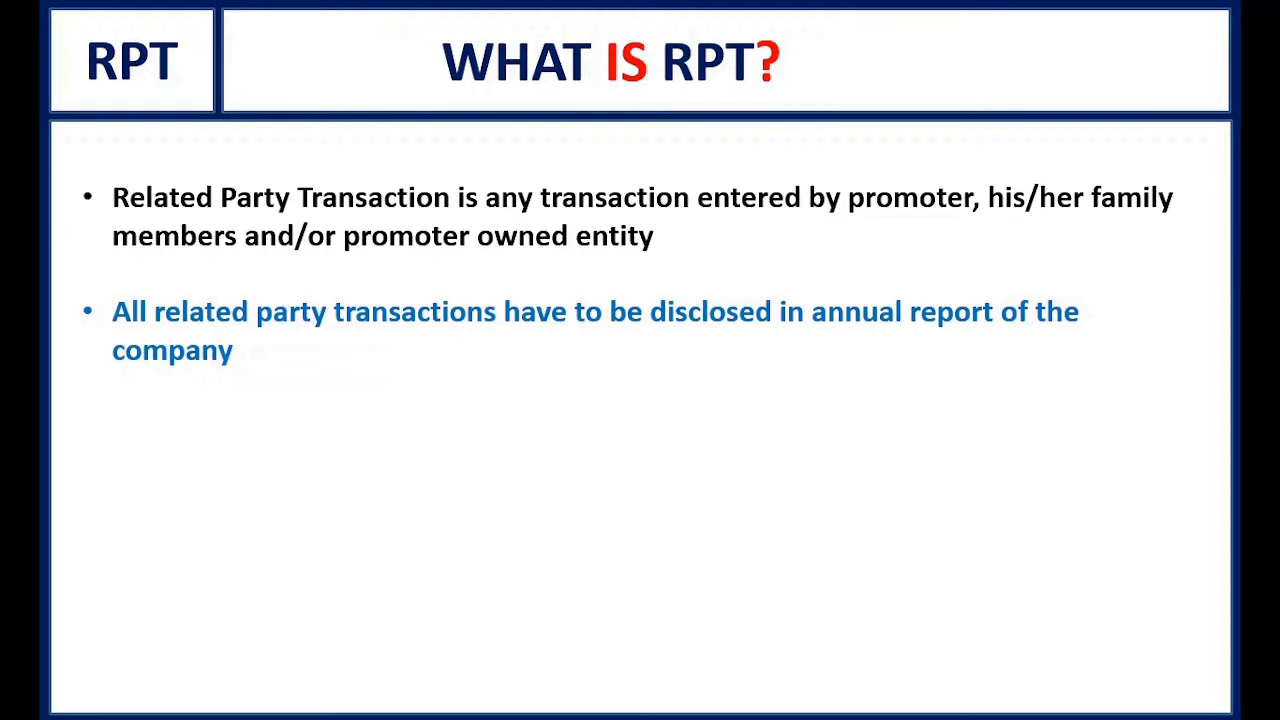 RPT
WHAT IS RPT?
• Related Party Transaction is any transaction entered by promoter, his/her family
members and/or promoter owned entity
• All related party transactions have to be disclosed in annual report of the
company